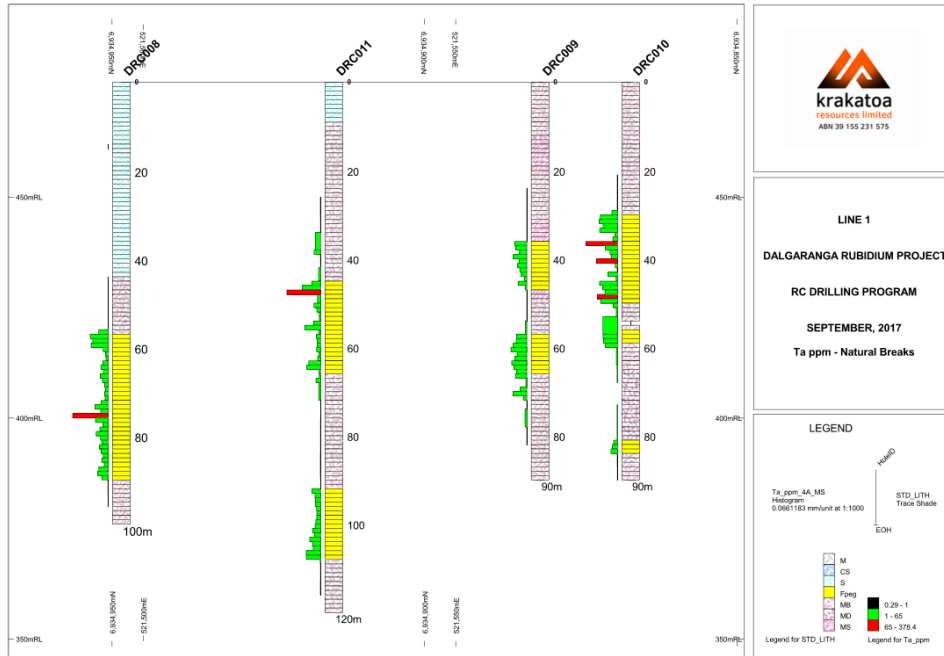 6,934,950mN
521,500mE
6,934,900mN
521,550mE
6,934,850mN
DRC008
DRC011
DRC009
DRC010
0
0
0
0
20
20
20
20
450mRL
450mRL
40
40
40
40
60
60
60
60
400mRL
400mRL
80
80
80
80
90m
90m
100m
100
120m
350mRL
350mRL
6,934,950mN
521,500mE
6,934,900mN
521,550mE
krakatoa
resources limited
ABN 39 155 231 575
LINE 1
DALGARANGA RUBIDIUM PROJECT
RC DRILLING PROGRAM
SEPTEMBER, 2017
Ta ppm - Natural Breaks
LEGEND
HoleID
Ta_ppm_4A_MS
Histogram
0.0661183 mm/unit at 1:1000
STD_LITH
Trace Shade
EOH
M
CS
S
Fpeg
MB
MD
MS
0.29 - 1
1 - 65
65 - 378.4
Legend for STD_LITH
Legend for Ta_ppm